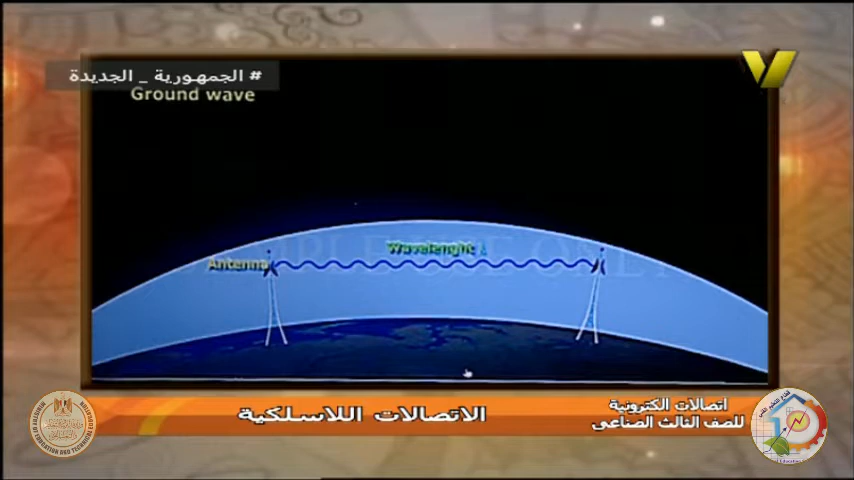 # الجمهورية _ الجديدة
Ground wave
Wavelenght
Antenna
الاتصالات اللاسلكية
اتصالات الكترونية
للصف الثالث الصناعي